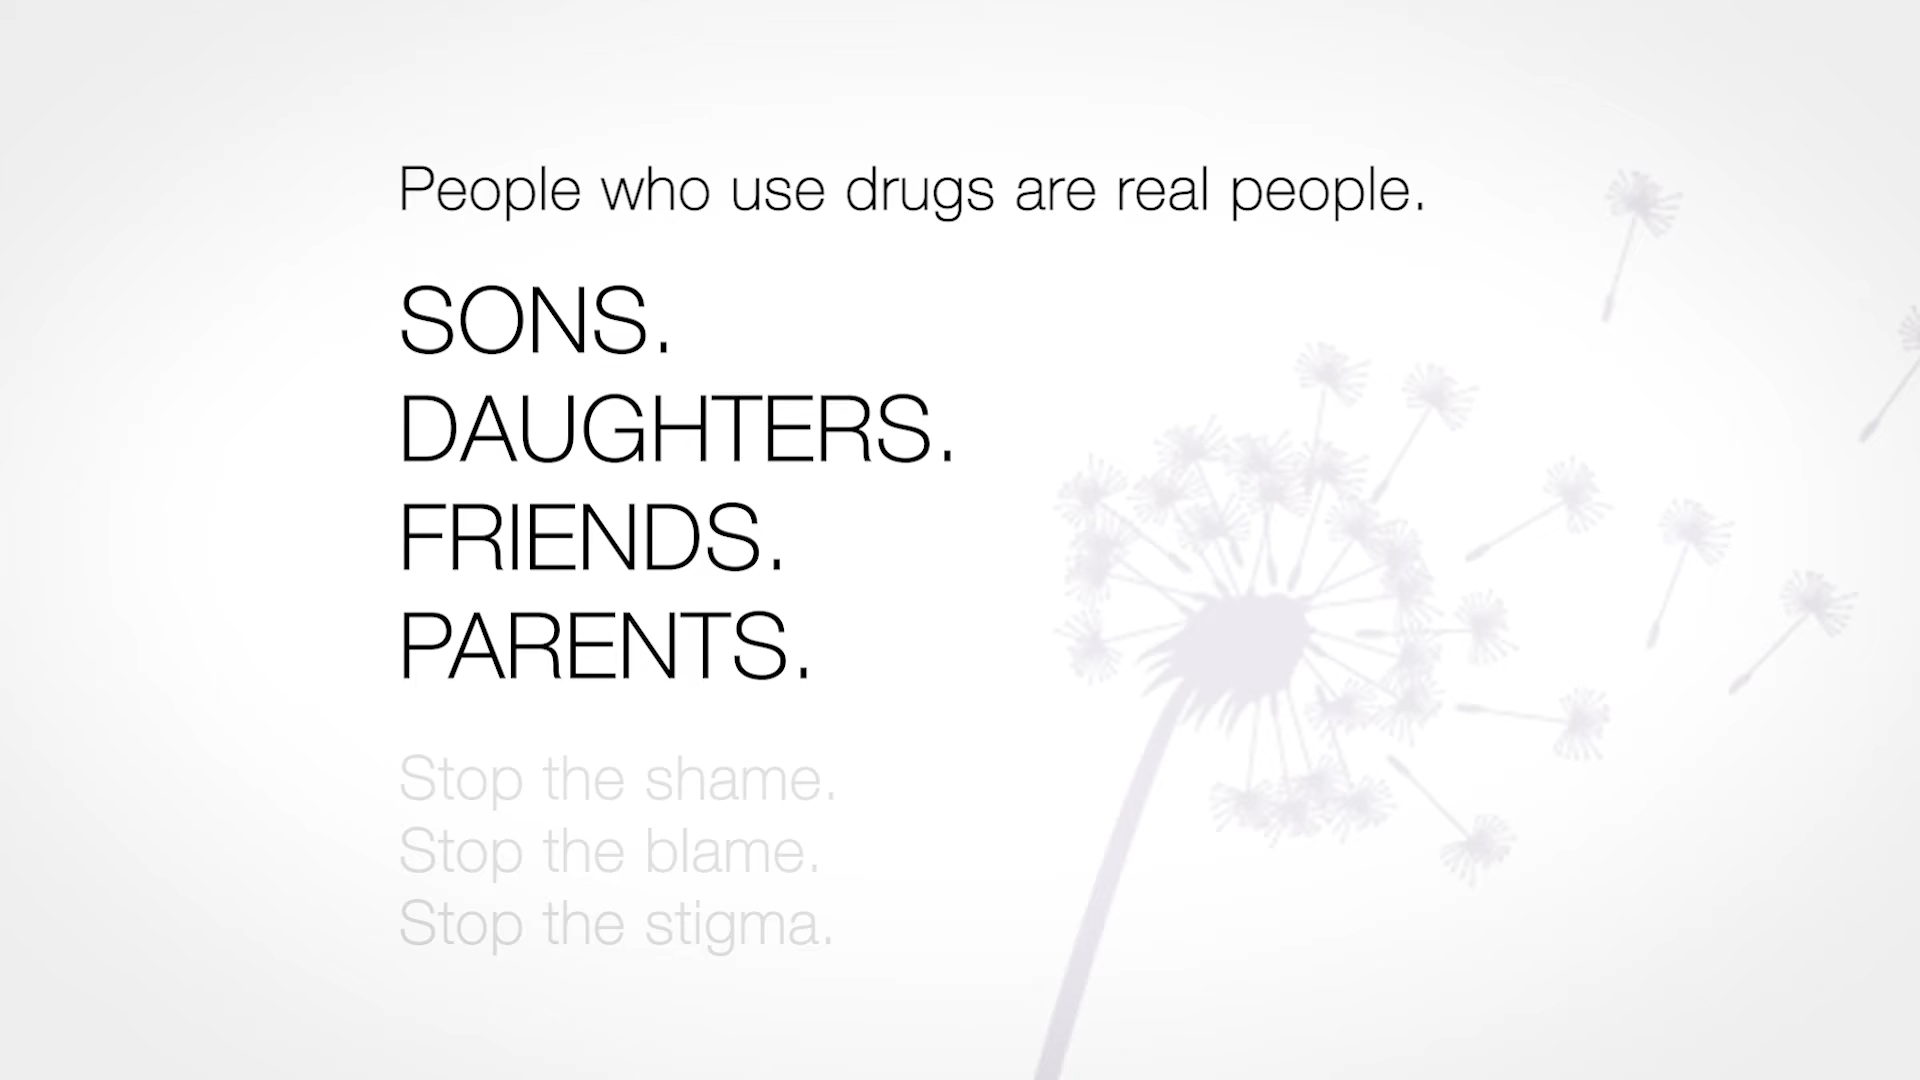 People who use drugs are real people.
SONS.
DAUGHTERS.
FRIENDS.
PARENTS.
Stop the shame.
Stop the blame.
Stop the stigma.